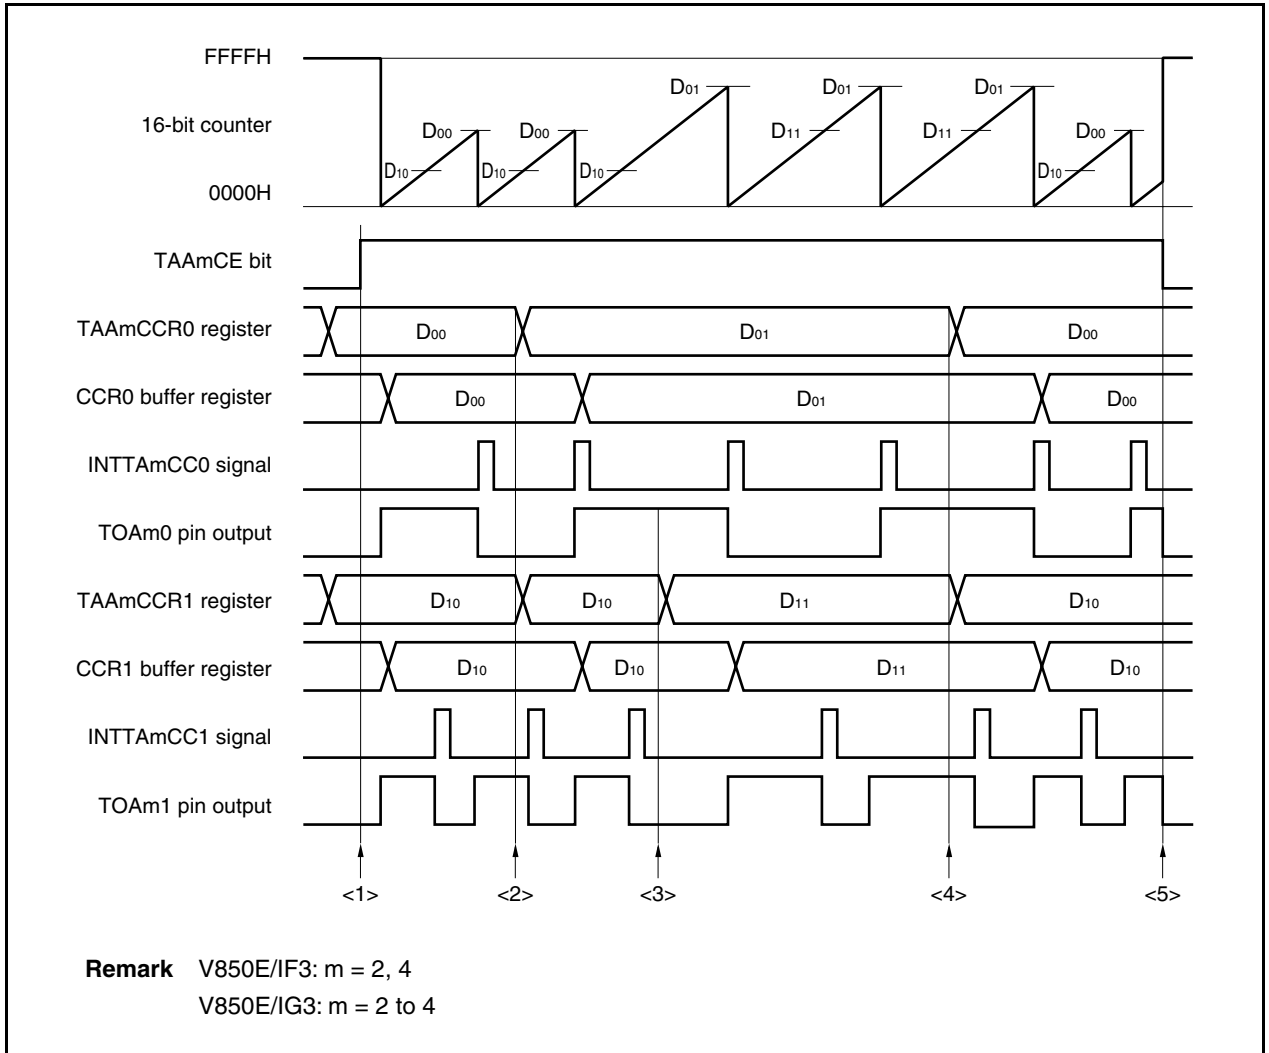 FFFFH
16-bit counter
0000H
D01 D01 D01
D00 D00 D11 D11 D00
D10 D10 D10 D10
TAAmCE bit
TAAmCCR0 register D00 D01 D00
CCR0 buffer register D00 D01 D00
INTTAmCC0 signal
TOAm0 pin output
TAAmCCR1 register D10 D10 D11 D10
CCR1 buffer register D10 D10 D11 D10
INTTAmCC1 signal
TOAm1 pin output
<1> <2> <3> <4> <5>
Remark V850E/IF3: m = 2, 4
V850E/IG3: m = 2 to 4